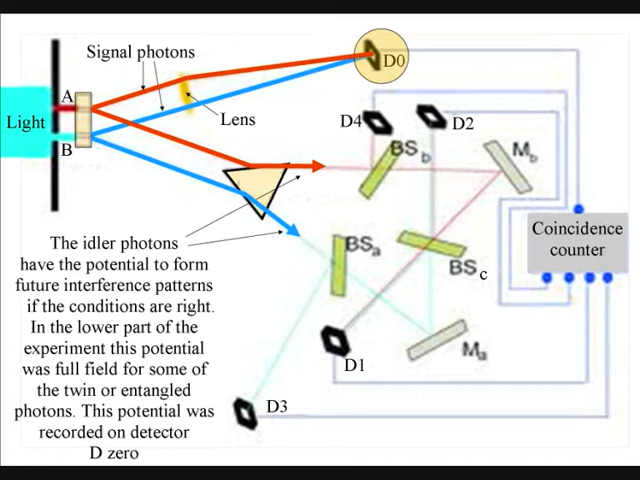 Signal photons
D0
A
Light
Lens
B
D4
D2
BSb
Mb
The idler photons
have the potential to form
future interference patterns
if the conditions are right.
In the lower part of the
experiment this potential
was full field for some of
the twin or entangled
photons. This potential was
recorded on detector
D zero
BSa
BSc
Coincidence
counter
D1
Ma
D3